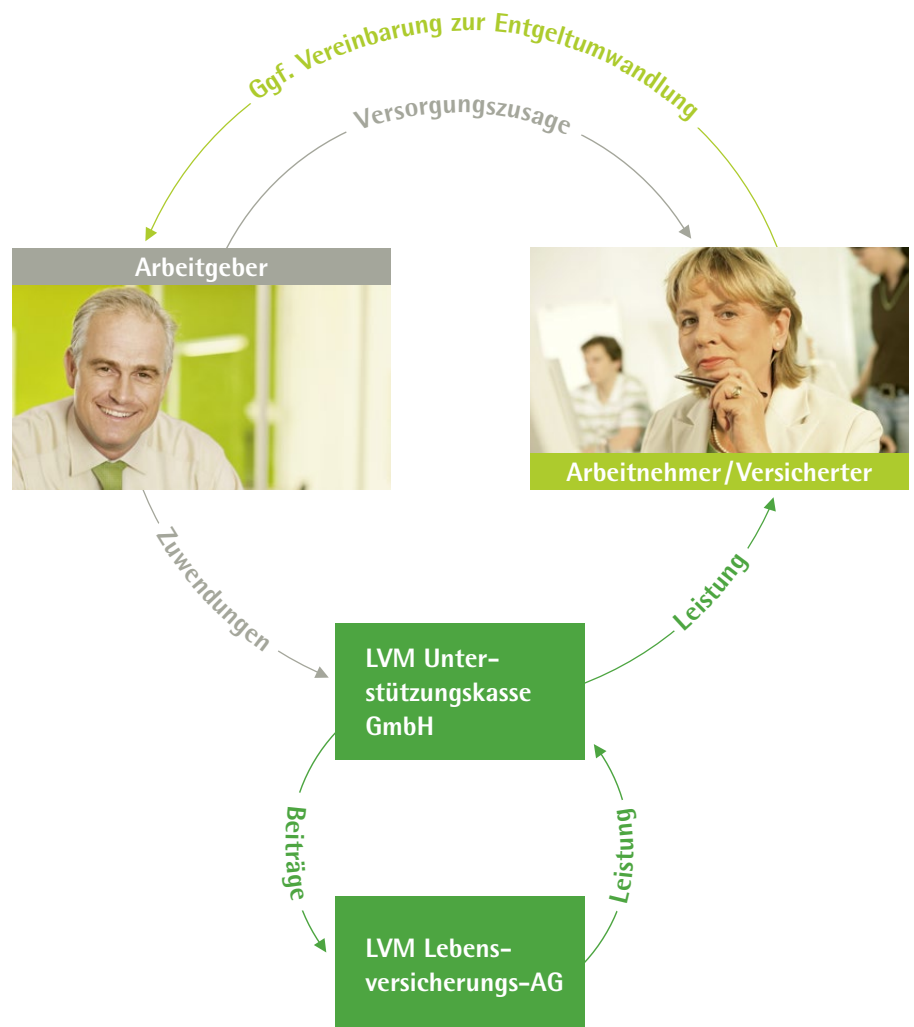 Ggf. Vereinbarung zur Entgeltumwandlung
Versorgungszusage
Arbeitgeber
Arbeitnehmer/Versicherter
Zuwendungen
Leistung
LVM Unter-
stützungskasse
GmbH
Beiträge
Leistung
LVM Lebens-
versicherungs-AG